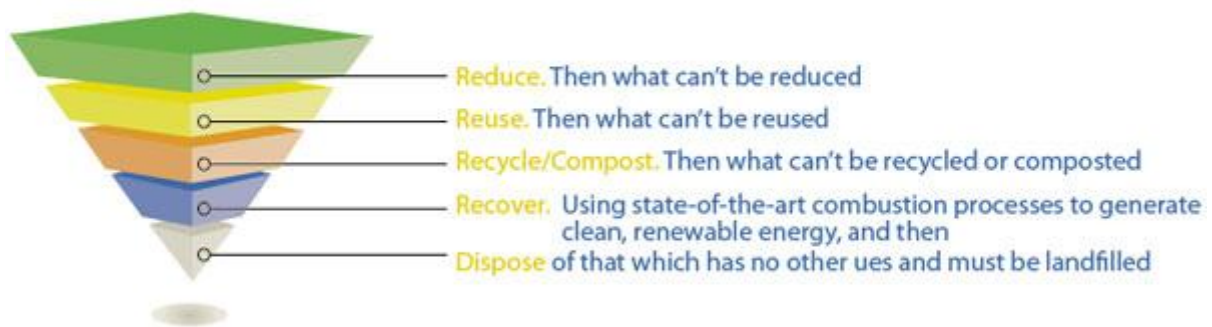 Reduce. Then what can't be reduced
Reuse. Then what can't be reused
Recycle/Compost. Then what can't be recycled or composted
Recover. Using state-of-the-art combustion processes to generate
clean, renewable energy, and then
Dispose of that which has no other ues and must be landfilled